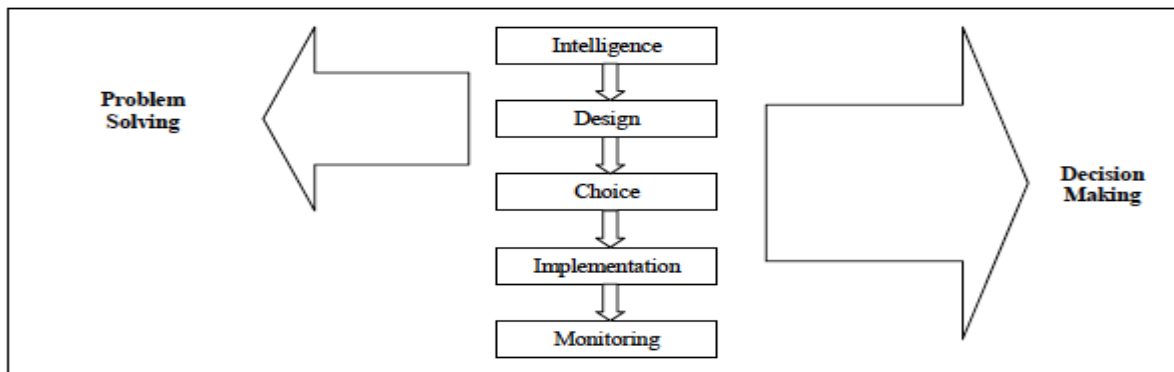 Intelligence
Problem
Solving
Design
Choice
Decision
Making
Implementation
Monitoring